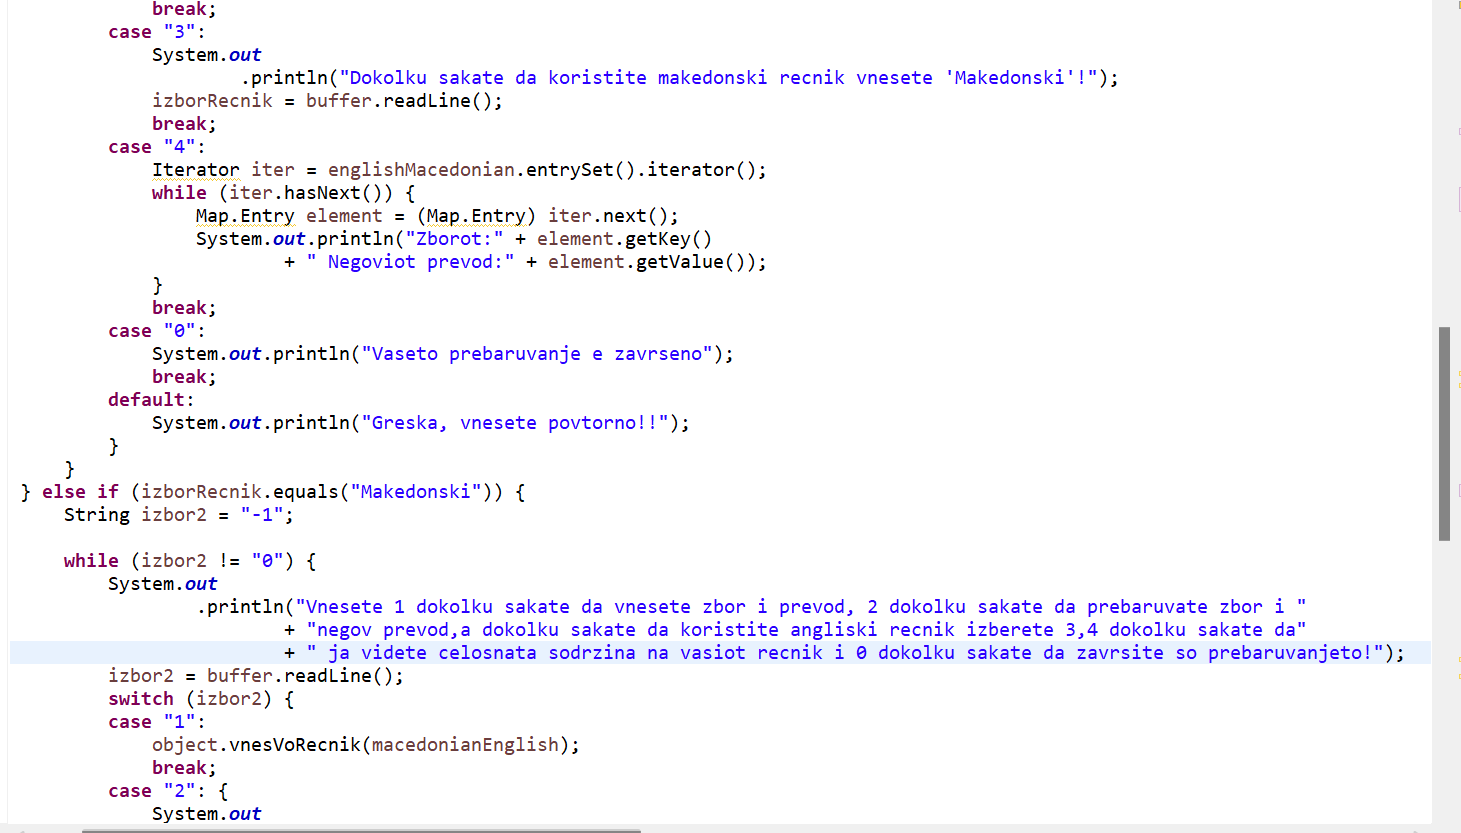 break;
case "3":
System.out
.println("Dokolku sakate da koristite makedonski recnik vnesete 'Makedonski'!");
izborRecnik = buffer.readLine();
break;
case "4":
Iterator iter = englishMacedonian.entrySet().iterator();
while (iter.hasNext()) {
Map.Entry element = (Map.Entry) iter.next();
System.out.println("Zborot:" + element.getKey()
+ " Negoviot prevod:" + element.getValue());
}
break;
case "0":
System.out.println("Vaseto prebaruvanje e zavrseno");
break;
default:
System.out.println("Greska, vnesete povtorno!!");
}
}
} else if (izborRecnik.equals("Makedonski")) {
String izbor2 = "-1";
while (izbor2 != "0") {
System.out
.println("Vnesete 1 dokolku sakate da vnesete zbor i prevod, 2 dokolku sakate da prebaruvate zbor i "
+ "negov prevod,a dokolku sakate da koristite angliski recnik izberete 3,4 dokolku sakate da"
+ " ja videte celosnata sodrzina na vasiot recnik i 0 dokolku sakate da zavrsite so prebaruvanjeto!");
izbor2 = buffer.readLine();
switch (izbor2) {
case "1":
object.vnesVoRecnik(macedonianEnglish);
break;
case "2": {
System.out